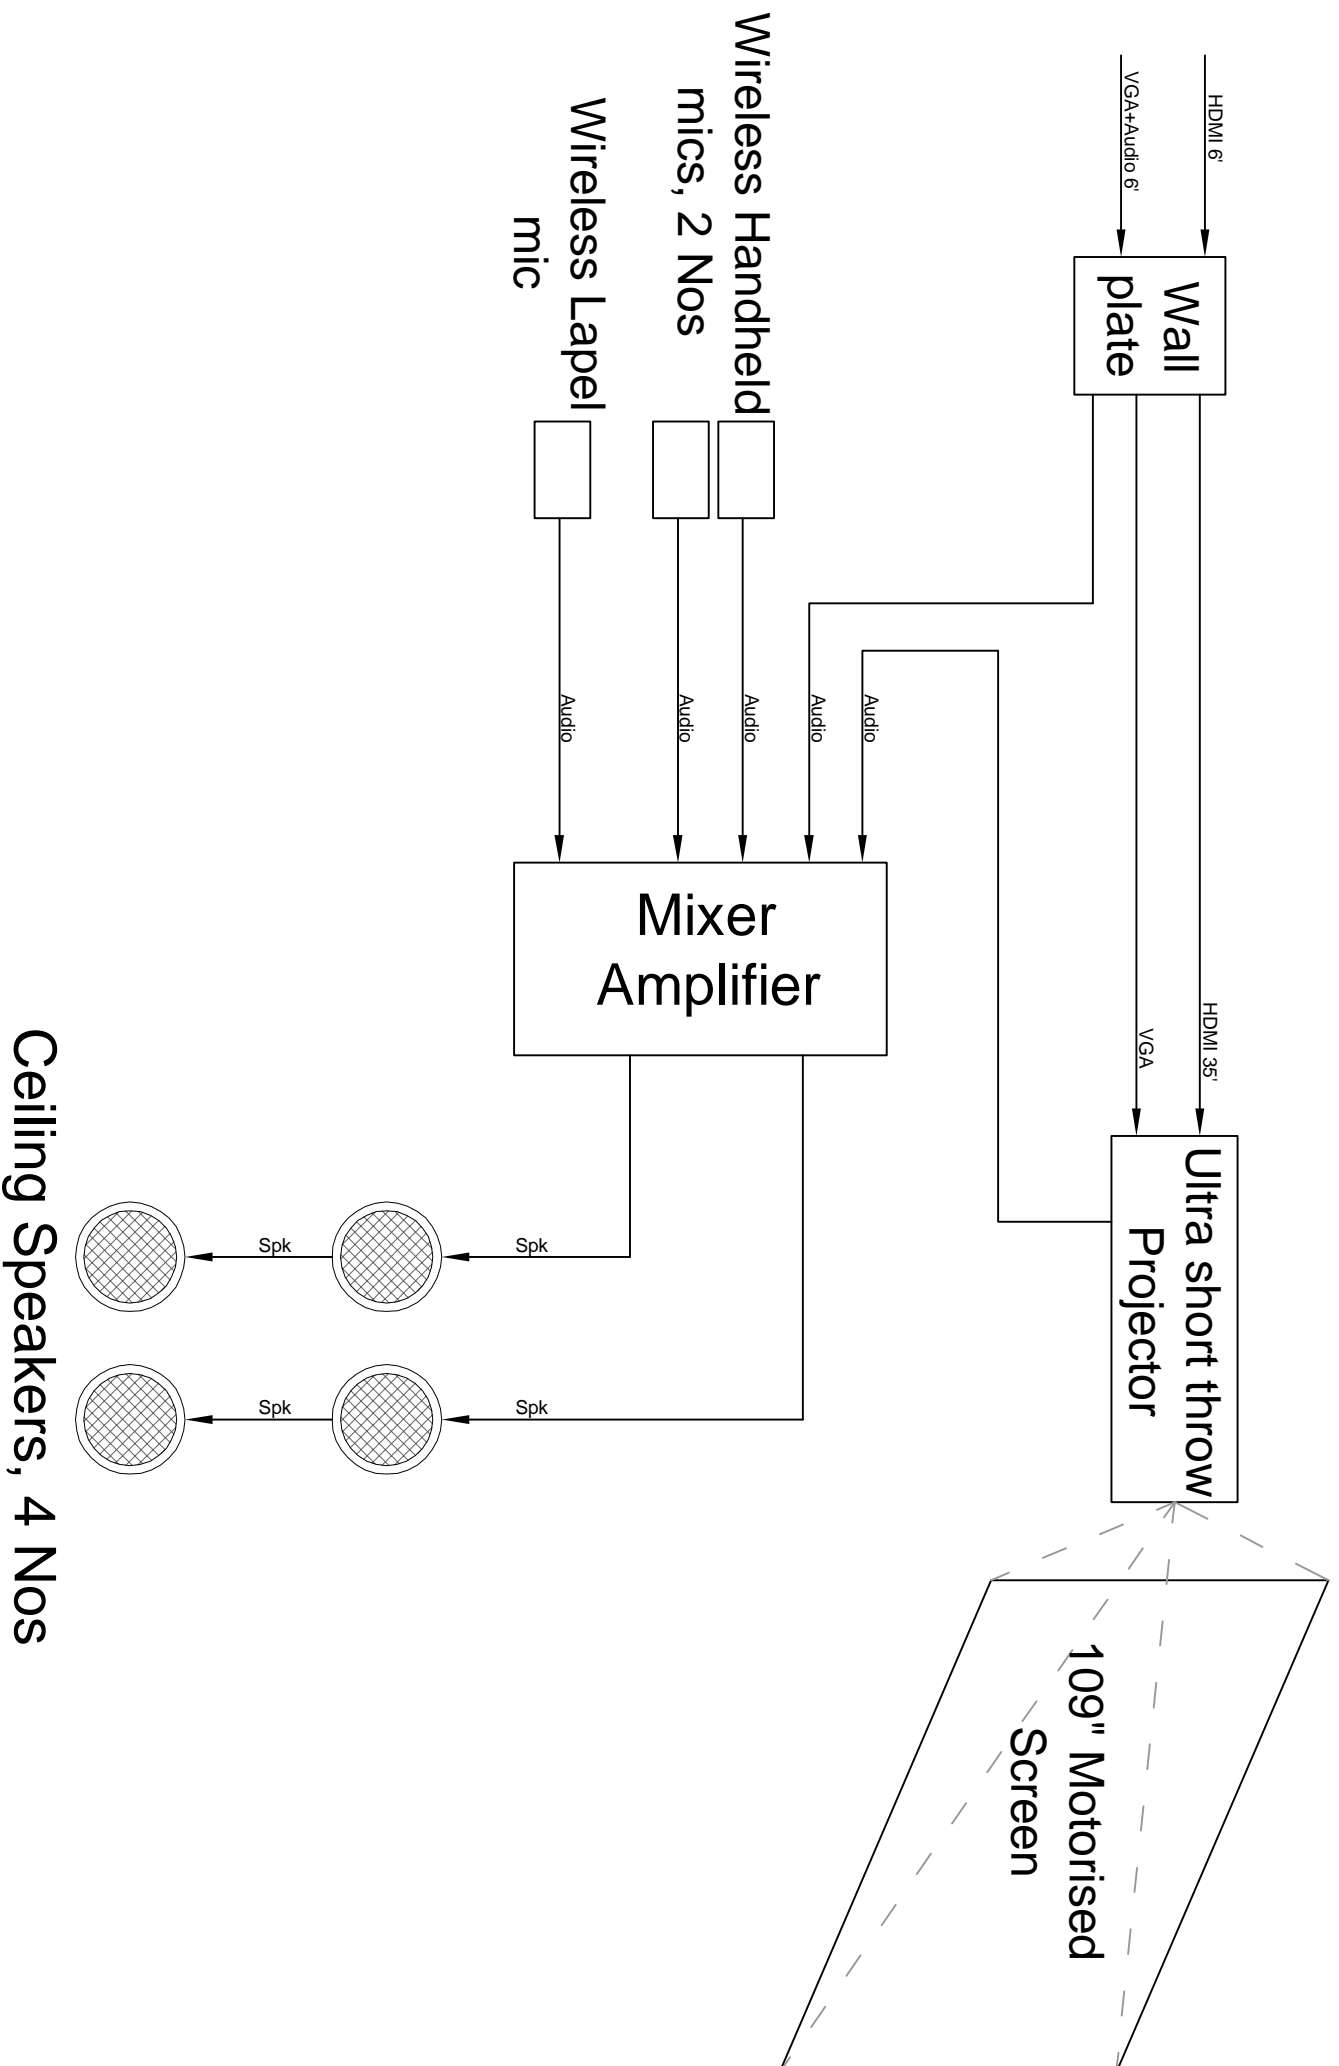 HDMI 6'
VGA+Audio 6'
Wall
plate
HDMI 35'
VGA
Ultra short throw
Projector
109" Motorised
Screen
Wireless Handheld
mics, 2 Nos
Wireless Lapel
mic
Audio
Audio
Audio
Audio
Audio
Mixer
Amplifier
Spk
Spk
Spk
Spk
Ceiling Speakers, 4 Nos